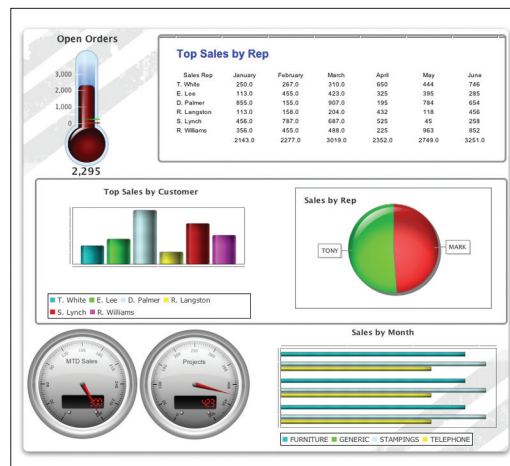 Open Orders
3,000
2,000
1,000
0
2,295
Top Sales by Rep
Sales Rep January February March April May June
T. White 250.0 267.0 310.0 650 444 746
E. Lee 113.0 455.0 423.0 325 395 285
D. Palmer 855.0 155.0 907.0 195 784 654
R. Langston 113.0 158.0 204.0 432 118 456
S. Lynch 456.0 787.0 687.0 525 45 258
R. Williams 356.0 455.0 488.0 225 963 852
2143.0 2277.0 3019.0 2352.0 2749.0 3251.0
Top Sales by Customer
T. White E. Lee D. Palmer R. Langston
S. Lynch R. Williams
Sales by Rep
TONY
MARK
MTD Sales
Projects
423
Sales by Month
FURNITURE GENERIC STAMPINGS TELEPHONE